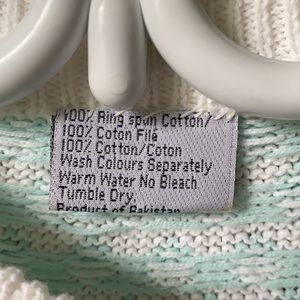 100% Ring spun Cotton/
100% Coton Filé
100% Cotton/Coton
Wash Colours Separately
Warm Water No Bleach
Tumble Dry
Product of Pakistan